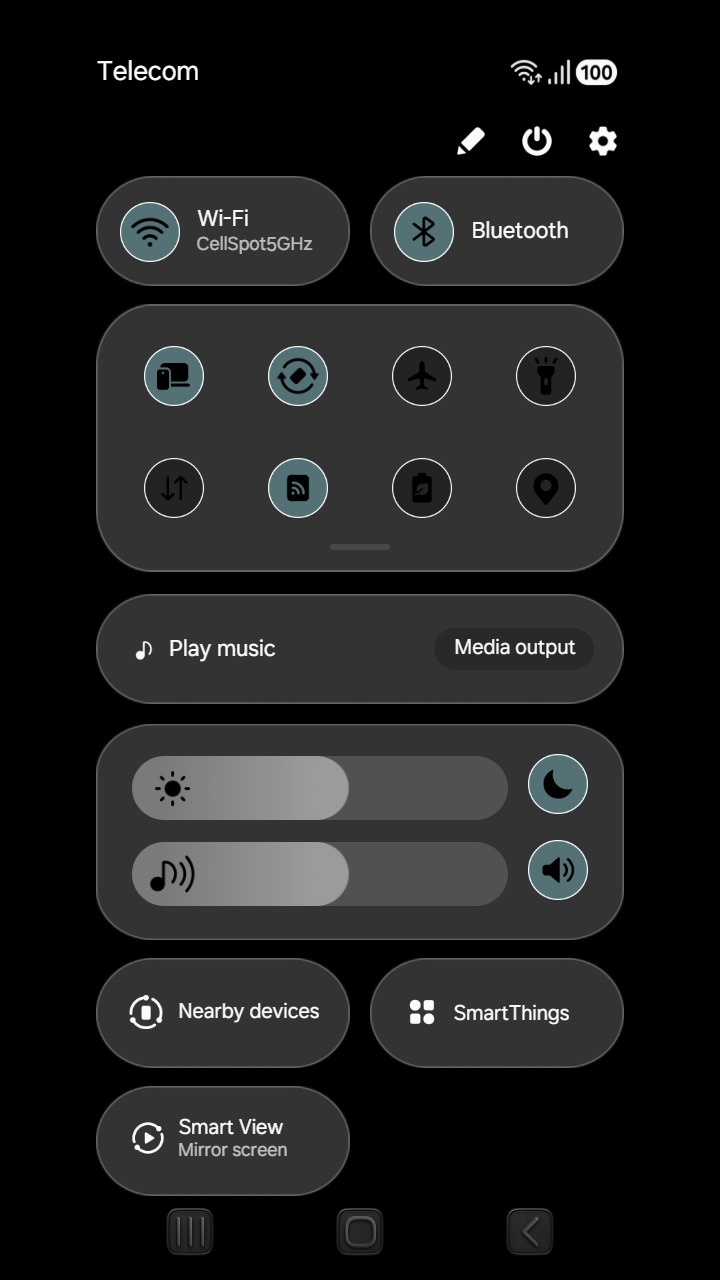 Telecom
100
Wi-Fi
CellSpot5GHz
Bluetooth
Play music
Media output
Nearby devices
SmartThings
Smart View
Mirror screen